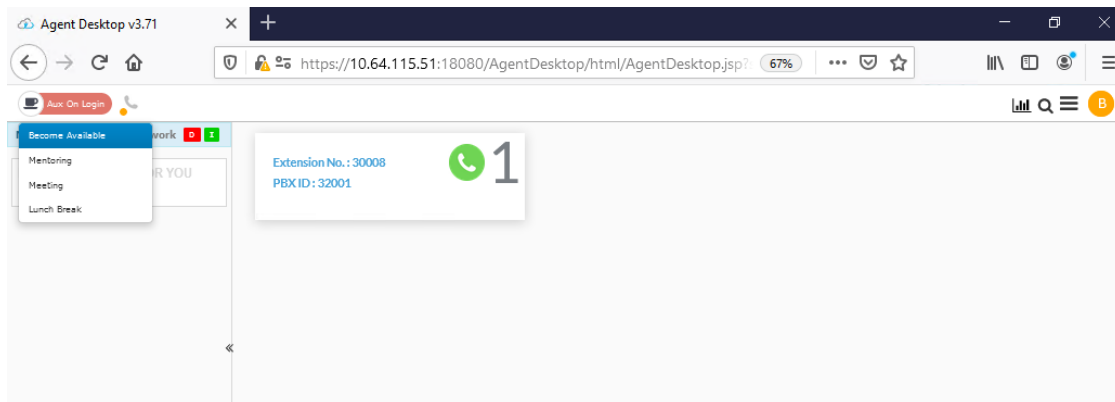 Agent Desktop v3.71
https://10.64.115.51:18080/AgentDesktop/html/AgentDesktop.jsp?
67%
Aux On Login
B
Become Available
work D I
Mentoring
R YOU
Meeting
Lunch Break
Extension No. : 30008
PBX ID : 32001
1